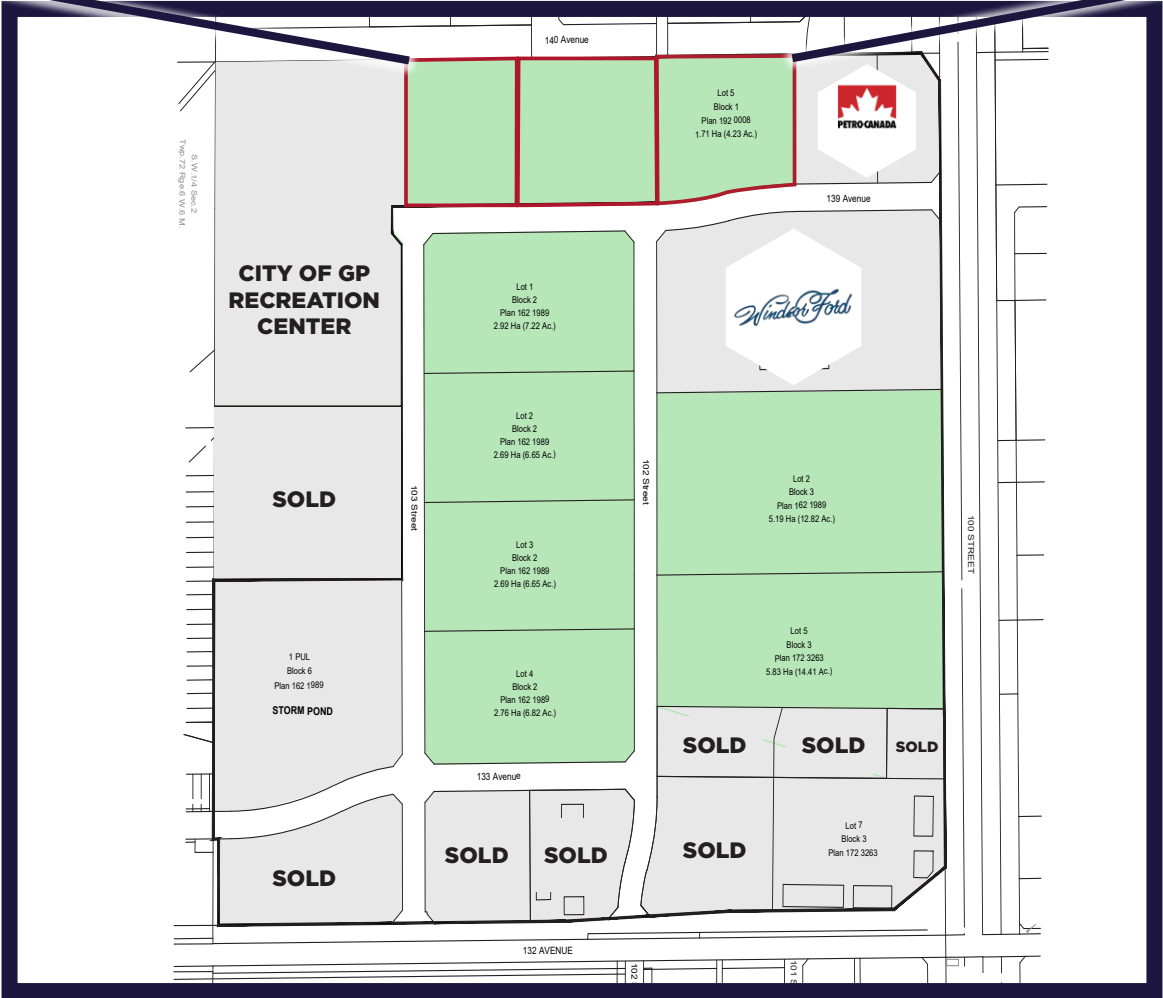 140 Avenue
Lot 5
Block 1
Plan 192 0008
1.71 Ha (4.23 Ac.)
PETRO-CANADA
S.W.1/4 Sec.2
Twp.72 Rge.6 W.6 M.
139 Avenue
CITY OF GP
RECREATION
CENTER
Lot 1
Block 2
Plan 162 1989
2.92 Ha (7.22 Ac.)
Windsor Ford
Lot 2
Block 2
Plan 162 1989
2.69 Ha (6.65 Ac.)
SOLD
103 Street
102 Street
Lot 2
Block 3
Plan 162 1989
5.19 Ha (12.82 Ac.)
100 STREET
Lot 3
Block 2
Plan 162 1989
2.69 Ha (6.65 Ac.)
1 PUL
Block 6
Plan 162 1989
STORM POND
Lot 4
Block 2
Plan 162 1989
2.76 Ha (6.82 Ac.)
Lot 5
Block 3
Plan 172 3263
5.83 Ha (14.41 Ac.)
SOLD
SOLD
SOLD
133 Avenue
SOLD
SOLD
SOLD
SOLD
Lot 7
Block 3
Plan 172 3263
132 AVENUE
102
101 S